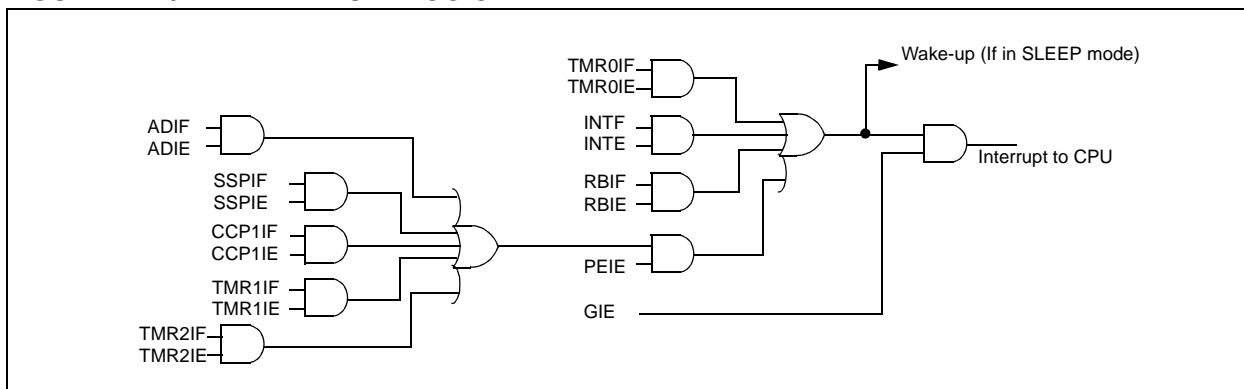 Wake-up (If in SLEEP mode)
TMR0IF
TMR0IE
ADIF
ADIE
INTF
INTE
Interrupt to CPU
SSPIF
SSPIE
RBIF
RBIE
CCP1IF
CCP1IE
PEIE
TMR1IF
TMR1IE
GIE
TMR2IF
TMR2IE